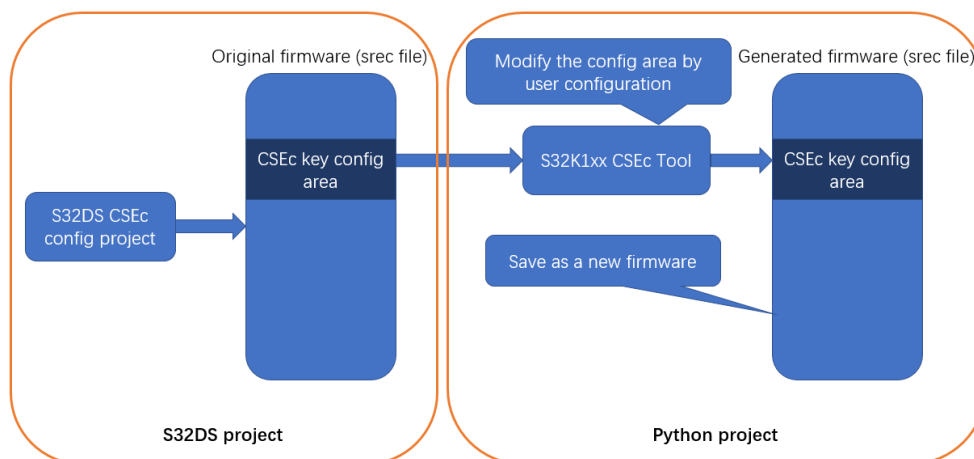 Original firmware (srec file)
CSEc key config
area
S32DS CSEc
config project
S32DS project
Modify the config area by
user configuration
Generated firmware (srec file)
S32K1xx CSEc Tool
CSEc key config
area
Save as a new firmware
Python project